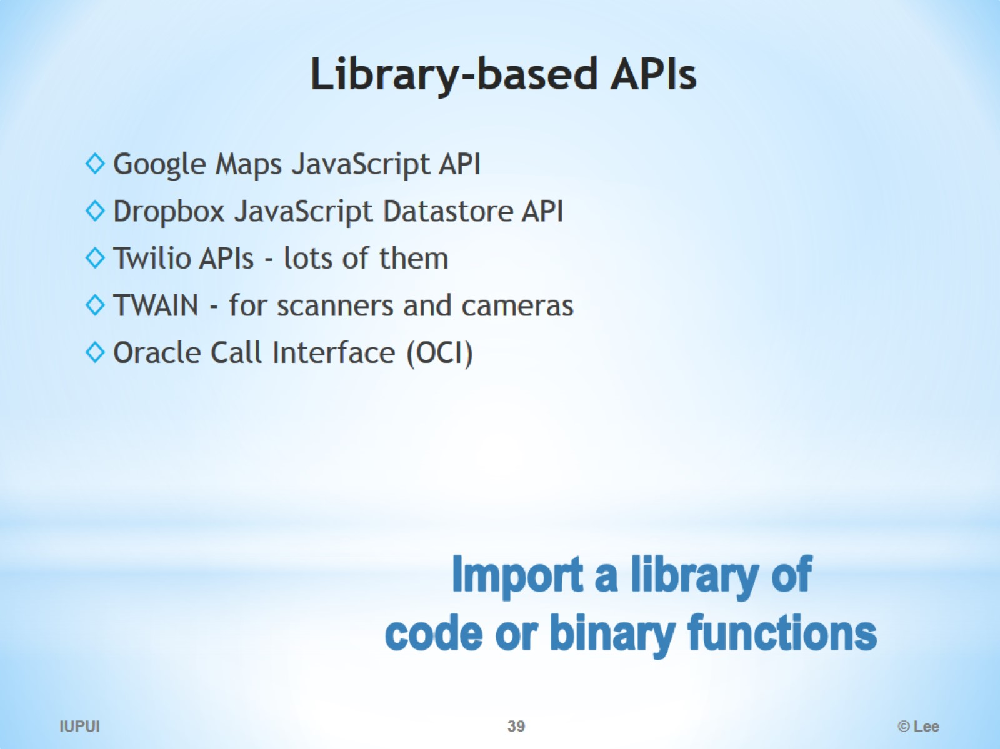 Library-based APIs
◇ Google Maps JavaScript API
◇ Dropbox JavaScript Datastore API
◇ Twilio APIs - lots of them
◇ TWAIN - for scanners and cameras
◇ Oracle Call Interface (OCI)
Import a library of
code or binary functions
IUPUI
39
© Lee